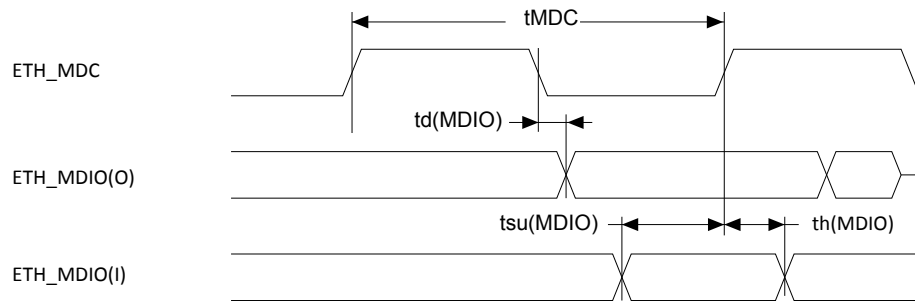 tMDC
ETH_MDC
td(MDIO)
ETH_MDIO(O)
tsu(MDIO)
th(MDIO)
ETH_MDIO(I)